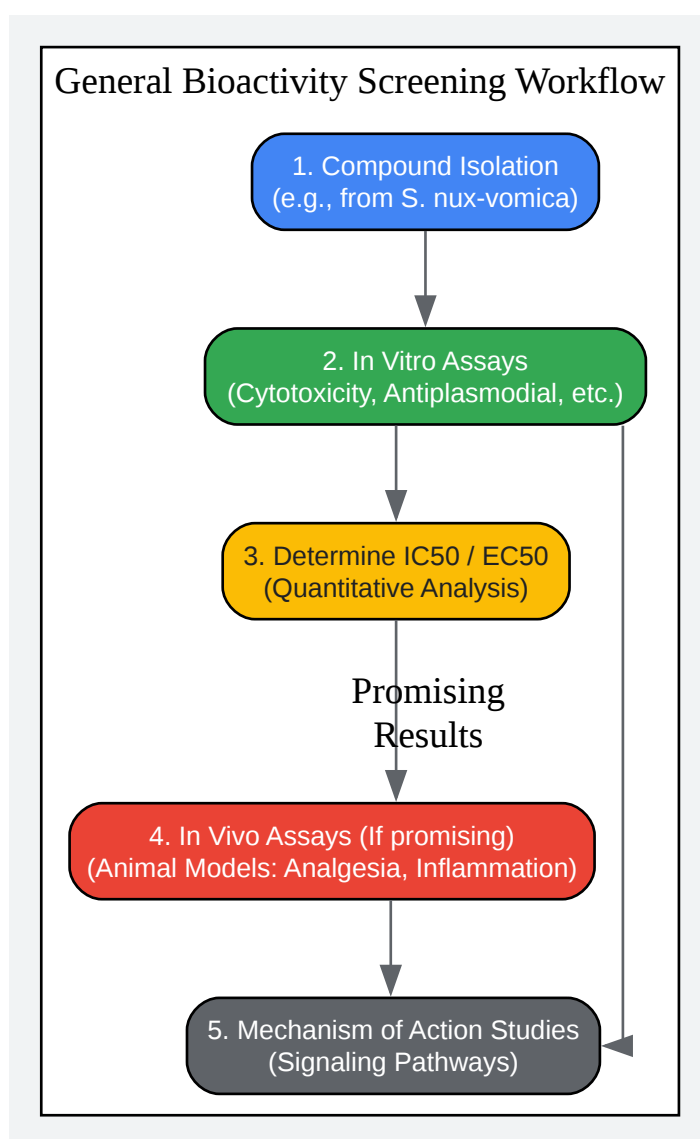 General Bioactivity Screening Workflow
1. Compound Isolation
(e.g., from S. nux-vomica)
2. In Vitro Assays
(Cytotoxicity, Antiplasmodial, etc.)
3. Determine IC50 / EC50
(Quantitative Analysis)
Promising
Results
4. In Vivo Assays (If promising)
(Animal Models: Analgesia, Inflammation)
5. Mechanism of Action Studies
(Signaling Pathways)